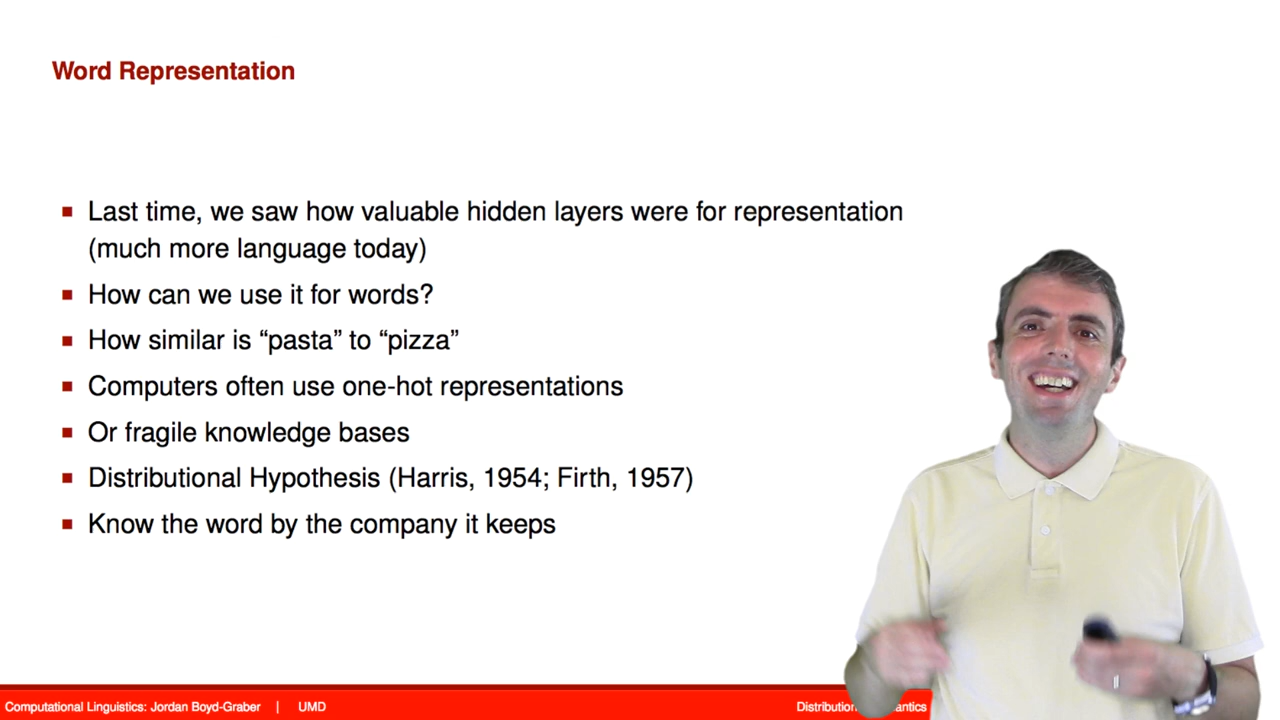 Word Representation
Last time, we saw how valuable hidden layers were for representation
(much more language today)
How can we use it for words?
How similar is “pasta” to “pizza”
Computers often use one-hot representations
Or fragile knowledge bases
Distributional Hypothesis (Harris, 1954; Firth, 1957)
Know the word by the company it keeps
Computational Linguistics: Jordan Boyd-Graber | UMD